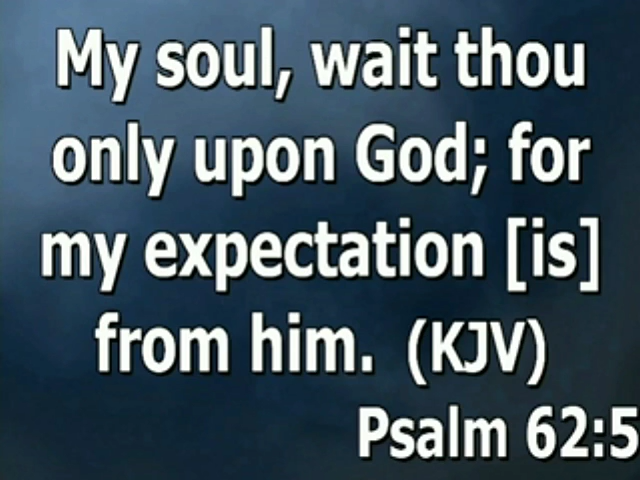 My soul, wait thou
only upon God; for
my expectation [is]
from him. (KJV)
Psalm 62:5